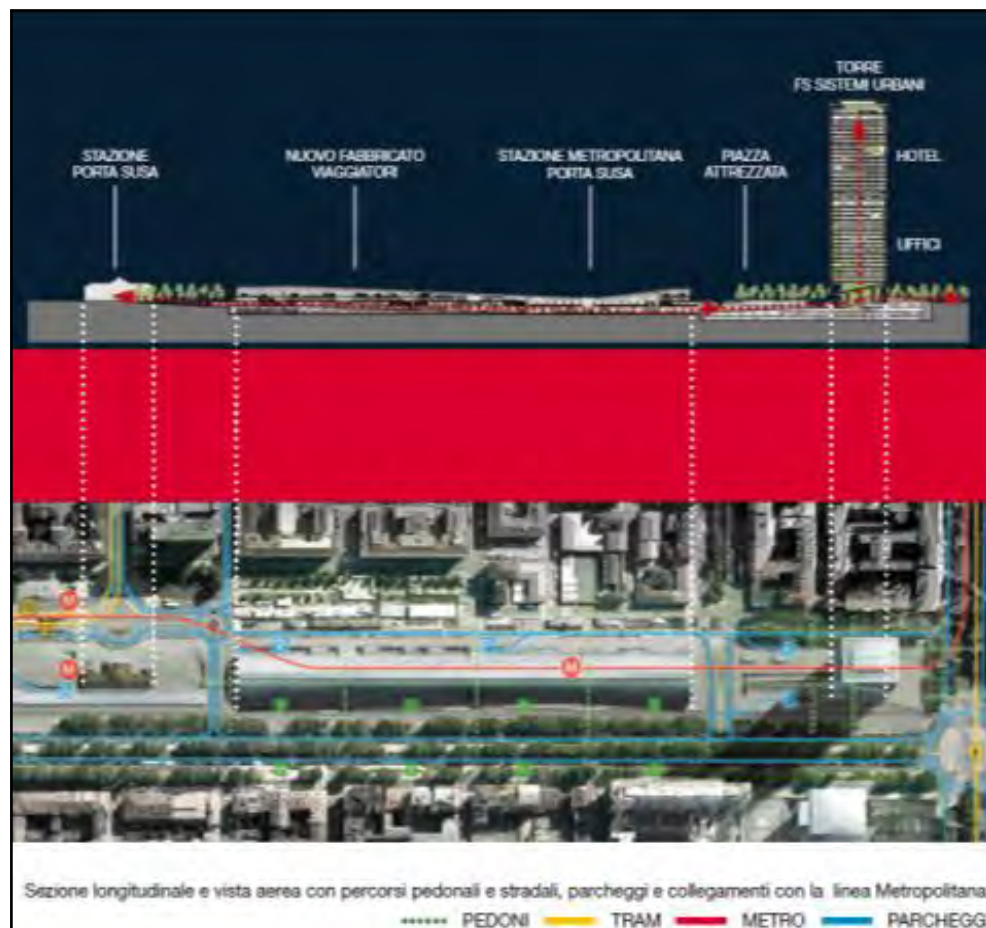 TORRE
FS SISTEMI URBANI
STAZIONE
PORTA SUSA
NUOVO FABBRICATO
VIAGGIATORI
STAZIONE METROPOLITANA
PORTA SUSA
PIAZZA
ATTREZZATA
HOTEL
UFFICI
M
M
M
Sezione longitudinale e vista aerea con percorsi pedonali e stradali, parcheggi e collegamenti con la linea Metropolitana
PEDONI TRAM METRO PARCHEGG